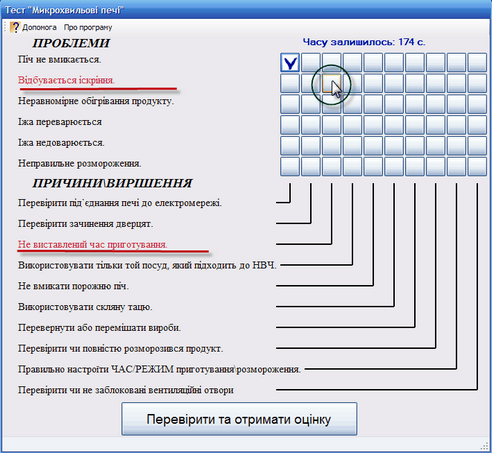 Тест "Микрохвильові печі"
Допомога Про програму
ПРОБЛЕМИ
Часу залишилось: 174 с.
Піч не вмикається.
Відбувається іскріння.
Неравномірне обігрівання продукту.
Їжа переварюється
Їжа недоварюється.
Неправильне розмороження.
ПРИЧИНИ\ВИРІШЕННЯ
Перевірити під`єднання печі до електромережі.
Перевірити зачинення дверцят.
Не виставлений час приготування.
Використовувати тільки той посуд, який підходить до НВЧ.
Не вмикати порожню піч.
Використовувати скляну тацю.
Перевернути або перемішати вироби.
Перевірити чи повністю розморозився продукт.
Правильно настроїти ЧАС/РЕЖИМ приготування\розмороження.
Перевірити чи не заблоковані вентиляційні отвори
Перевірити та отримати оцінку